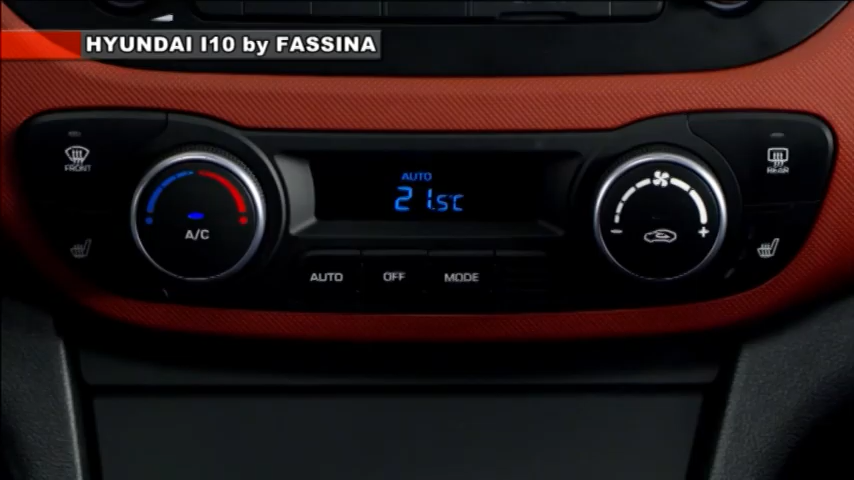 HYUNDAI I10 by FASSINA
FRONT
A/C
AUTO
21.5°C
AUTO
OFF
MODE
- +
REAR